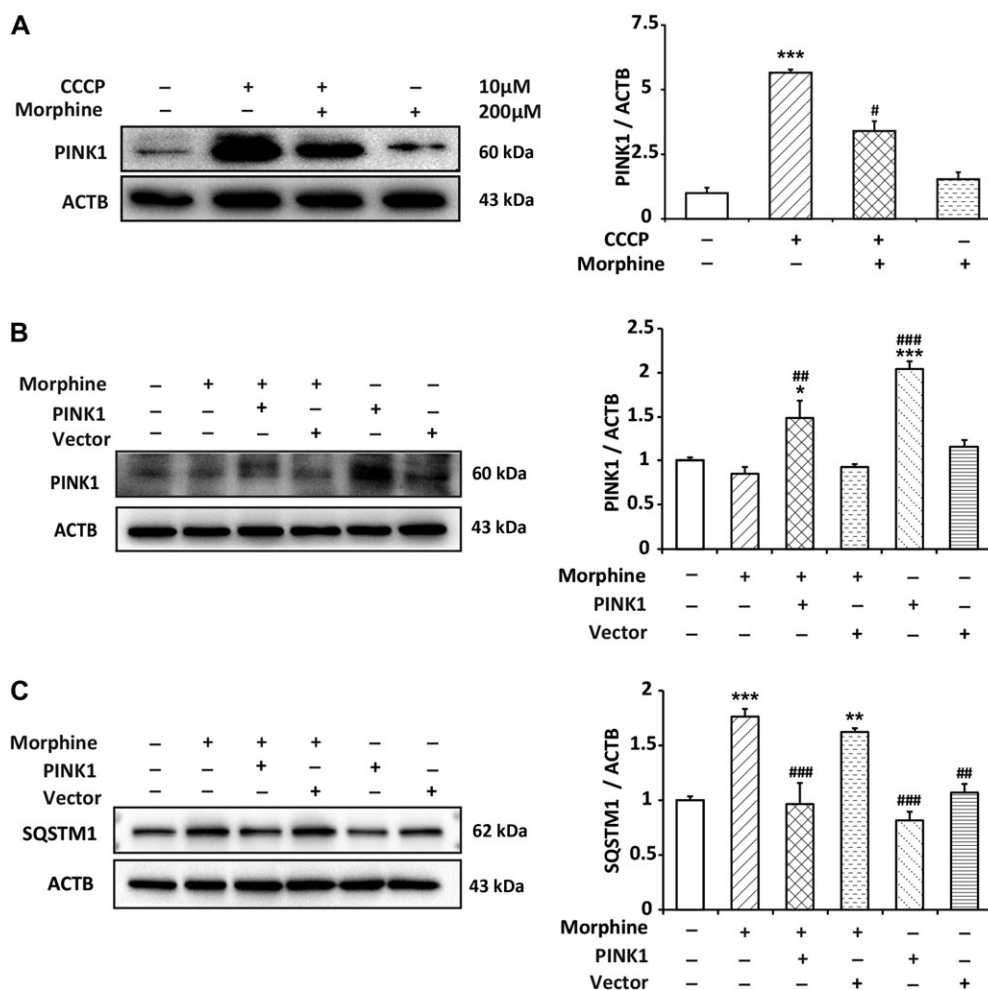 A
CCCP – + + – 10μM
Morphine – – + + 200μM
PINK1 60 kDa
ACTB 43 kDa
7.5
5
2.5
0
PINK1 / ACTB
***
#
CCCP – + + –
Morphine – – + +
B
Morphine – + + + – –
PINK1 – – + – + –
Vector – – – + – +
PINK1 60 kDa
ACTB 43 kDa
2.5
2
1.5
1
0.5
0
PINK1 / ACTB
##
*
###
***
Morphine – + + + – –
PINK1 – – + – + –
Vector – – – + – +
C
Morphine – + + + – –
PINK1 – – + – + –
Vector – – – + – +
SQSTM1 62 kDa
ACTB 43 kDa
2
1.5
1
0.5
0
SQSTM1 / ACTB
***
###
**
###
##
Morphine – + + + – –
PINK1 – – + – + –
Vector – – – + – +